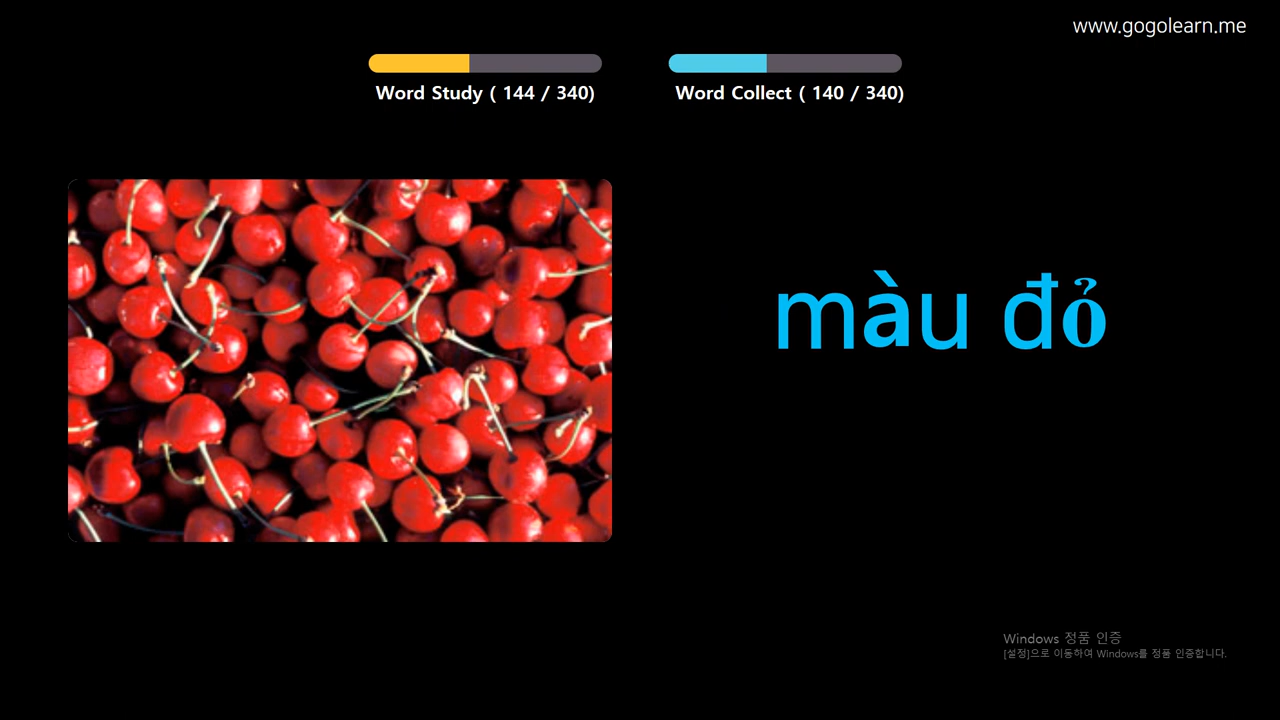 www.gogolearn.me
Word Study ( 144 / 340)
Word Collect ( 140 / 340)
màu đỏ
Windows 정품 인증
[설정]으로 이동하여 Windows를 정품 인증합니다.